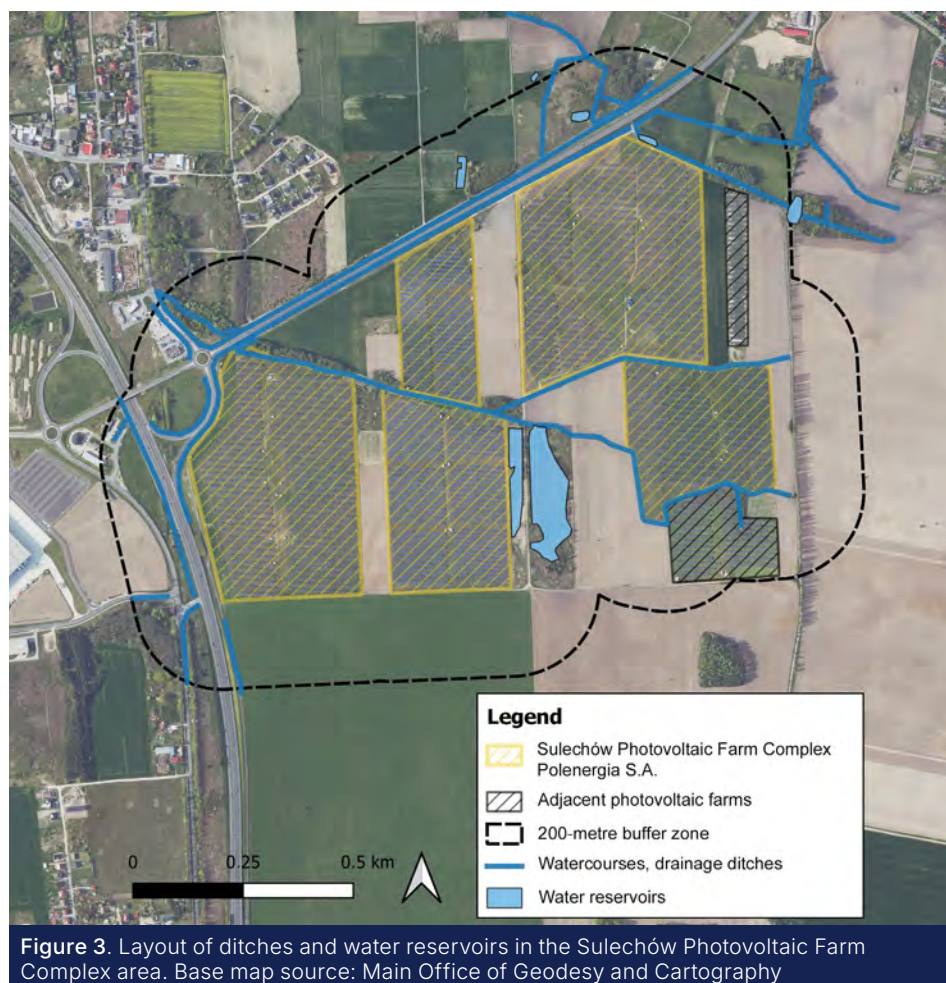 Legend
Sulechów Photovoltaic Farm Complex
Polenergia S.A.
Adjacent photovoltaic farms
200-metre buffer zone
Watercourses, drainage ditches
Water reservoirs
0 0.25 0.5 km
Figure 3. Layout of ditches and water reservoirs in the Sulechów Photovoltaic Farm
Complex area. Base map source: Main Office of Geodesy and Cartography